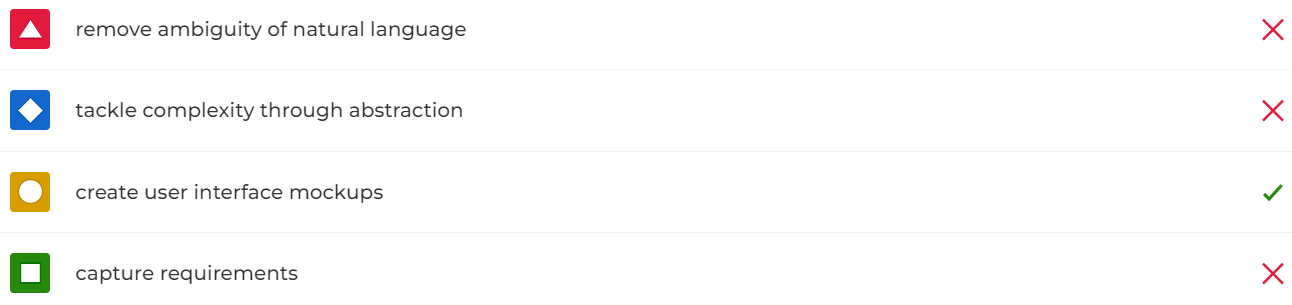 remove ambiguity of natural language
tackle complexity through abstraction
create user interface mockups
capture requirements